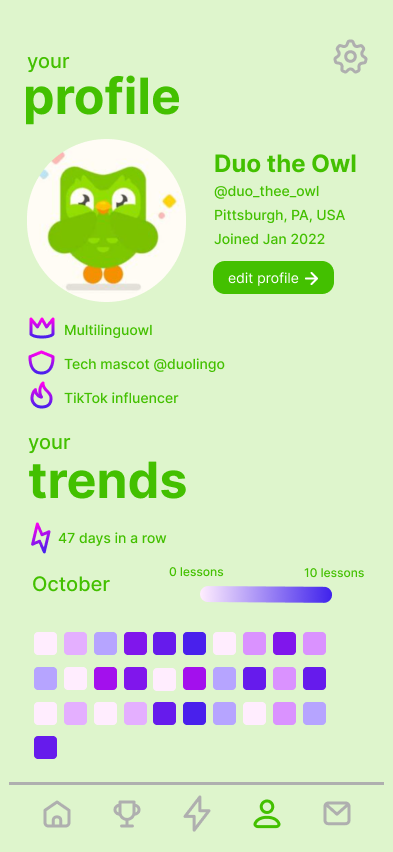 your
profile
Duo the Owl
@duo_thee_owl
Pittsburgh, PA, USA
Joined Jan 2022
edit profile →
Multilinguowl
Tech mascot @duolingo
TikTok influencer
your
trends
47 days in a row
0 lessons
10 lessons
October